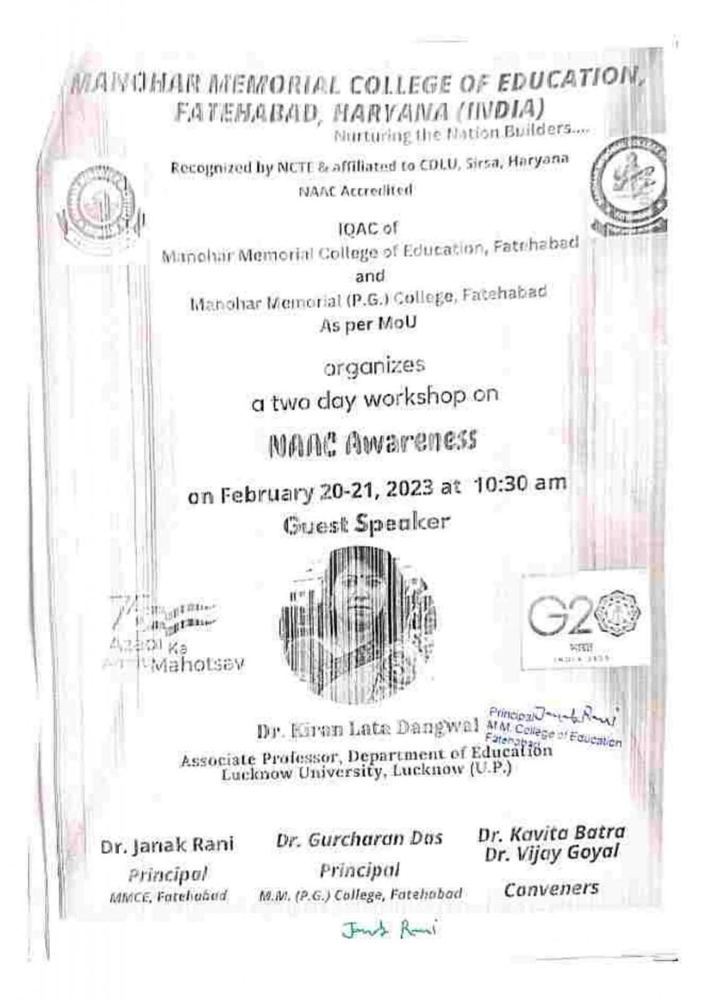 MANOHAR MEMORIAL COLLEGE OF EDUCATION,
FATEHABAD, HARYANA (INDIA)
Nurturing the Nation Builders....
Recognized by NCTE & affiliated to CDLU, Sirsa, Haryana
NAAC Accredited
IQAC of
Manohar Memorial College of Education, Fatehabad
and
Manohar Memorial (P.G.) College, Fatehabad
As per MoU
organizes
a two day workshop on
NAAC Awareness
on February 20-21, 2023 at 10:30 am
Guest Speaker
75
Azadi Ka
Amrit Mahotsav
G20
भारत
INDIA 2023
Dr. Kiran Lata Dangwal
Principal Janak Rani
M.M. College of Education
Fatehabad
Associate Professor, Department of Education
Lucknow University, Lucknow (U.P.)
Dr. Janak Rani
Principal
MMCE, Fatehabad
Dr. Gurcharan Das
Principal
M.M. (P.G.) College, Fatehabad
Dr. Kavita Batra
Dr. Vijay Goyal
Conveners
Janak Rani